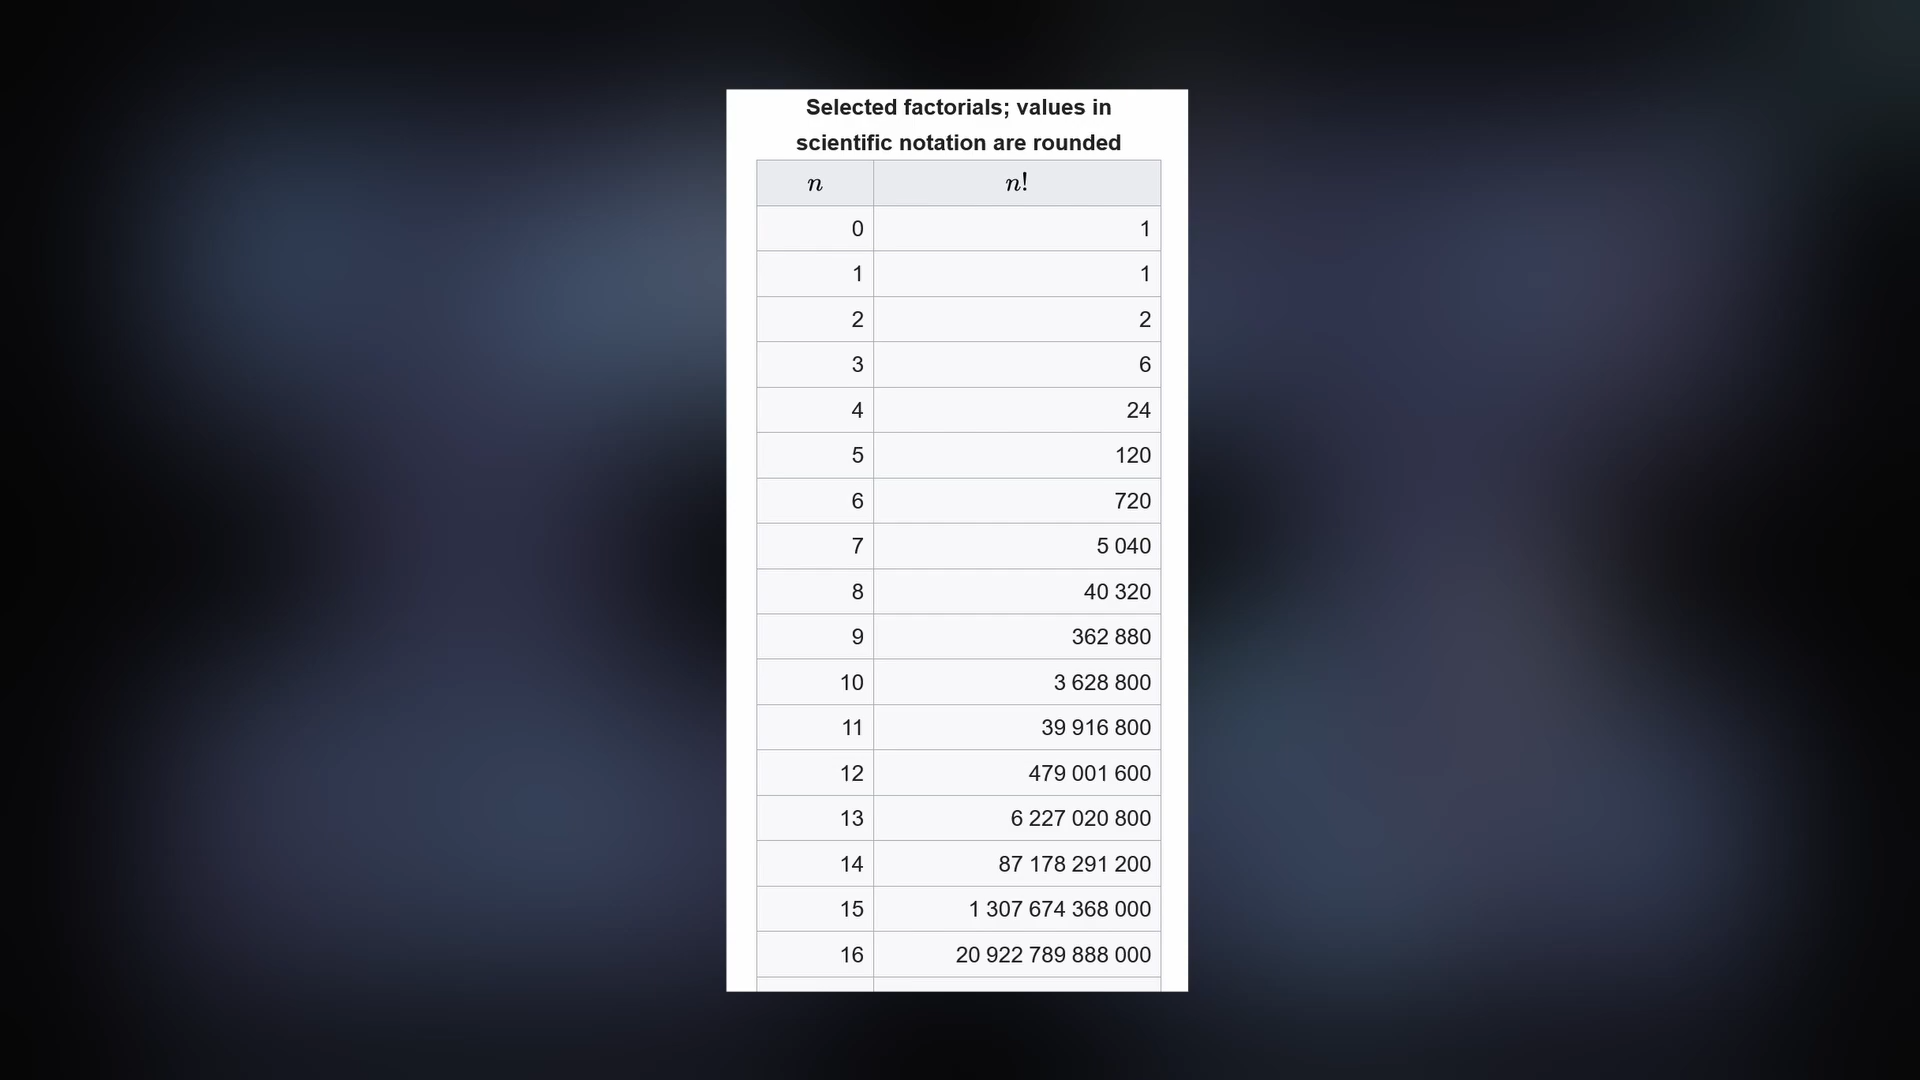 Selected factorials; values in
scientific notation are rounded
n n!
0 1
1 1
2 2
3 6
4 24
5 120
6 720
7 5 040
8 40 320
9 362 880
10 3 628 800
11 39 916 800
12 479 001 600
13 6 227 020 800
14 87 178 291 200
15 1 307 674 368 000
16 20 922 789 888 000